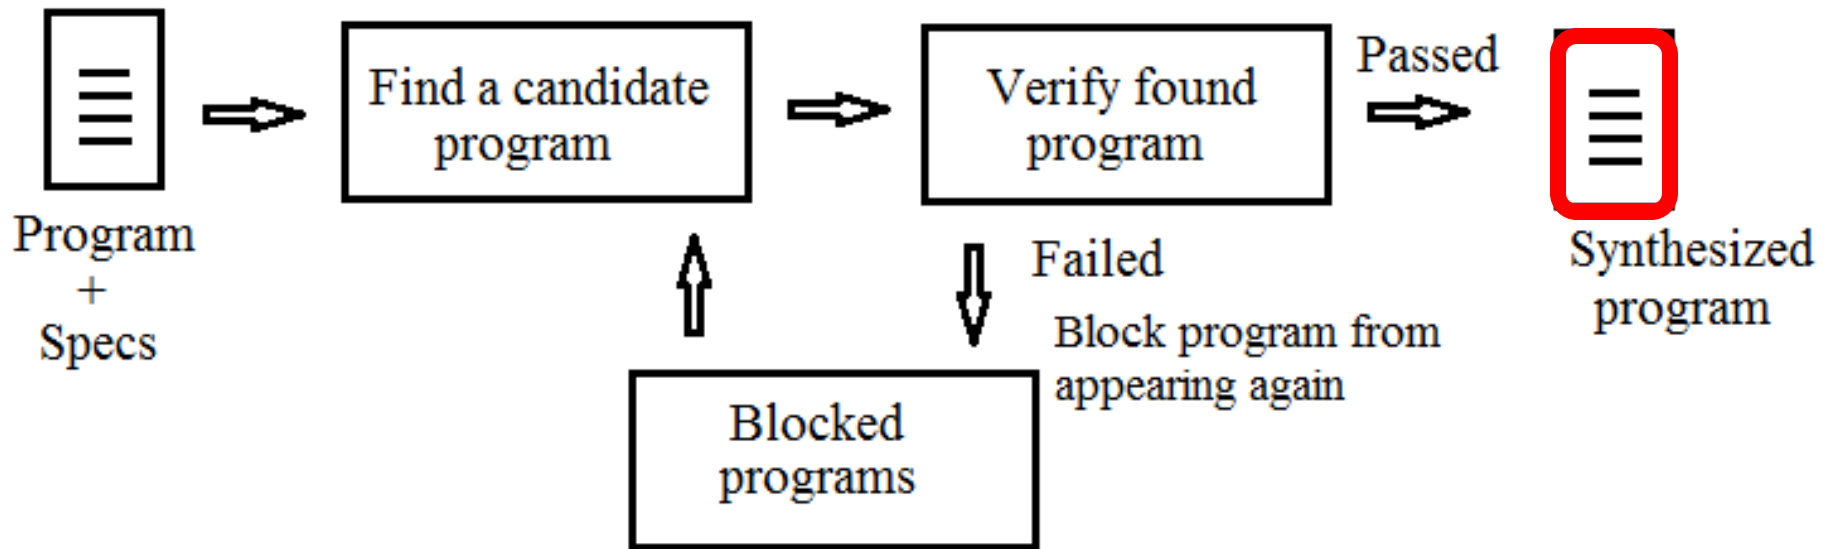 Program
+
Specs
Find a candidate
program
Verify found
program
Passed
Synthesized
program
Failed
Block program from
appearing again
Blocked
programs